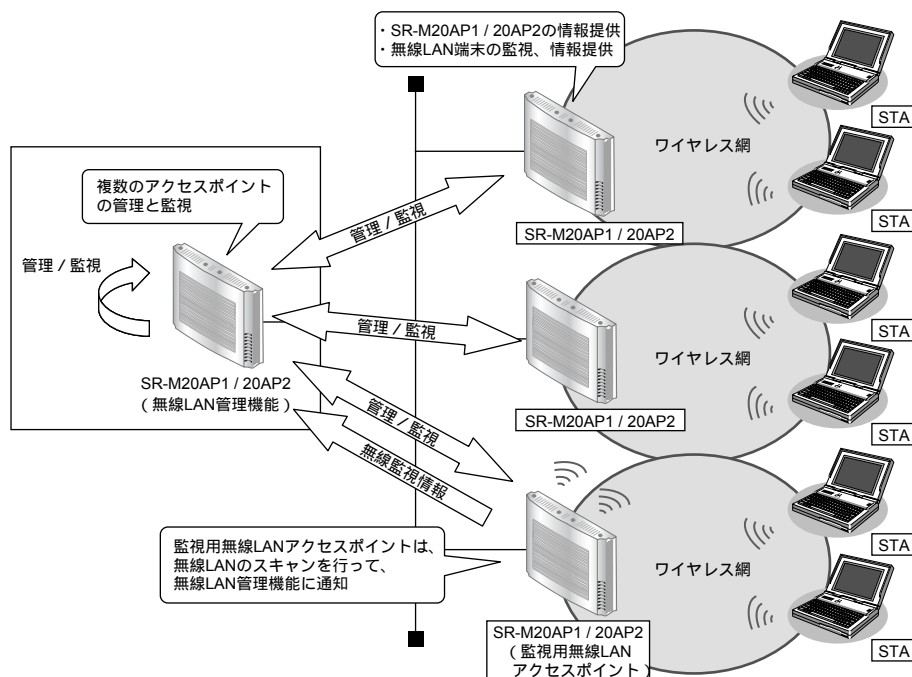 ・SR-M20AP1 / 20AP2の情報提供
・無線LAN端末の監視、情報提供
STA
ワイヤレス網
STA
複数のアクセスポイント
の管理と監視
管理 / 監視
SR-M20AP1 / 20AP2
管理 / 監視
STA
管理 / 監視
ワイヤレス網
SR-M20AP1 / 20AP2
(無線LAN管理機能)
管理 / 監視
SR-M20AP1 / 20AP2
STA
無線監視情報
STA
監視用無線LANアクセスポイントは、
無線LANのスキャンを行って、
無線LAN管理機能に通知
ワイヤレス網
SR-M20AP1 / 20AP2
(監視用無線LAN
アクセスポイント)
STA